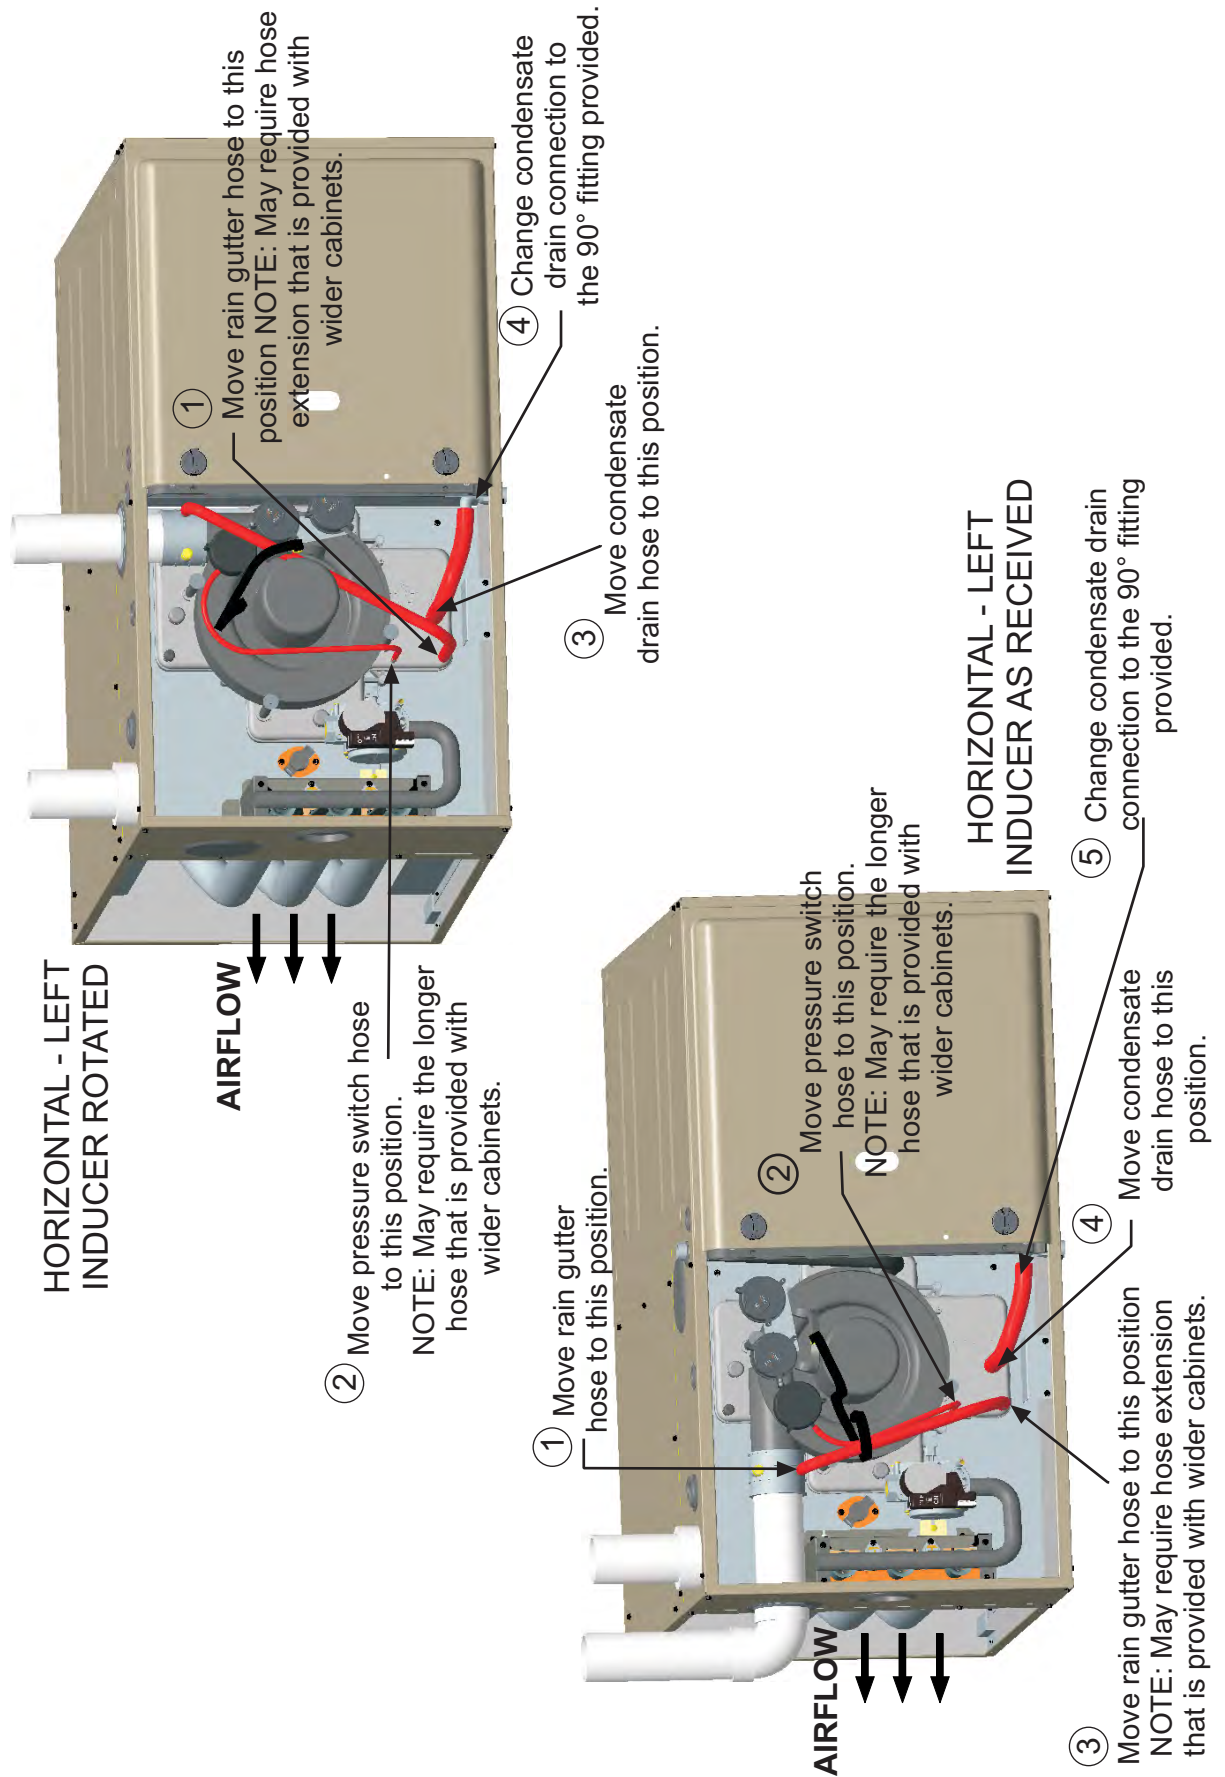 HORIZONTAL - LEFT
INDUCER ROTATED
AIRFLOW
1
Move rain gutter hose to this
position NOTE: May require hose
extension that is provided with
wider cabinets.
2
Move pressure switch hose
to this position.
NOTE: May require the longer
hose that is provided with
wider cabinets.
3
Move condensate
drain hose to this position.
4
Change condensate
drain connection to
the 90° fitting provided.
HORIZONTAL - LEFT
INDUCER AS RECEIVED
AIRFLOW
1
Move rain gutter
hose to this position.
2
Move pressure switch
hose to this position.
NOTE: May require the longer
hose that is provided with
wider cabinets.
3
Move rain gutter hose to this position
NOTE: May require hose extension
that is provided with wider cabinets.
4
Move condensate
drain hose to this
position.
5
Change condensate drain
connection to the 90° fitting
provided.